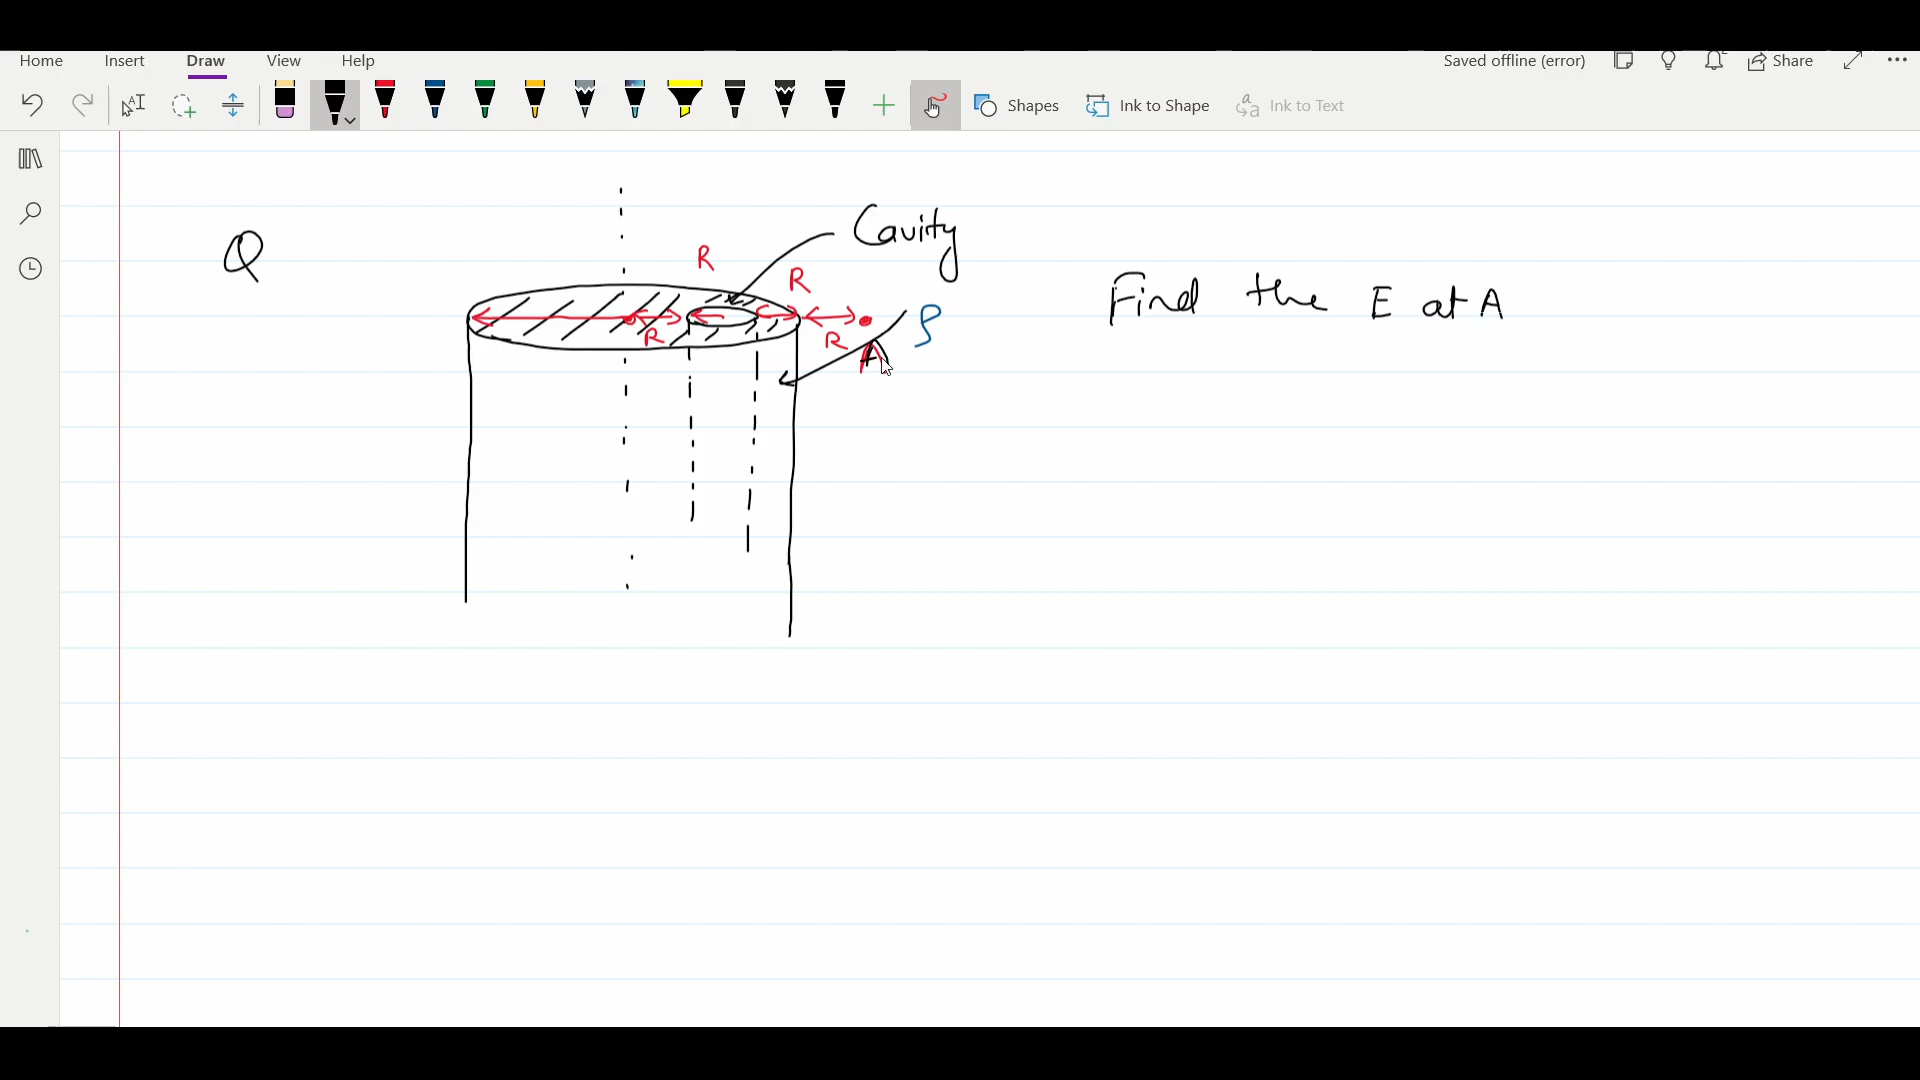 Home Insert Draw View Help Saved offline (error) Share
Shapes Ink to Shape Ink to Text
Q
Cavity
R
R
Find the E at A
R
R
ρ
A